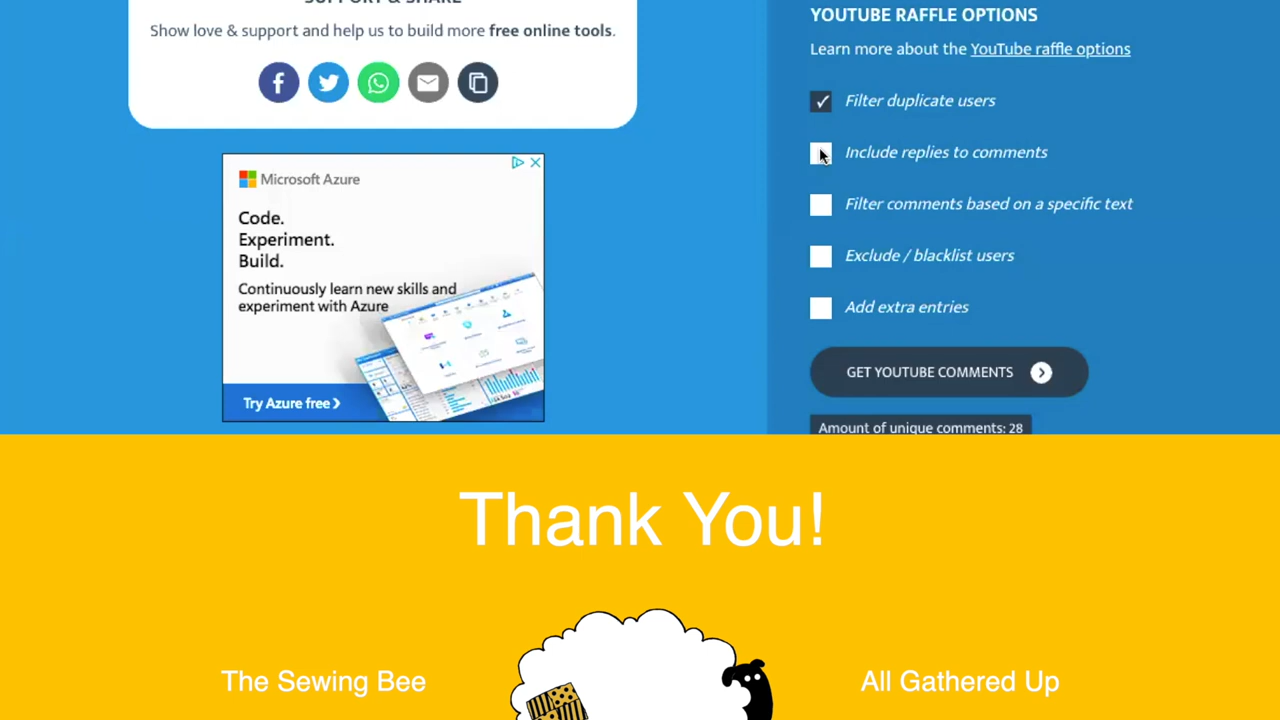 SUPPORT & SHARE
Show love & support and help us to build more free online tools.
Microsoft Azure
Code.
Experiment.
Build.
Continuously learn new skills and
experiment with Azure
Try Azure free
YOUTUBE RAFFLE OPTIONS
Learn more about the YouTube raffle options
Filter duplicate users
Include replies to comments
Filter comments based on a specific text
Exclude / blacklist users
Add extra entries
GET YOUTUBE COMMENTS
Amount of unique comments: 28
Thank You!
The Sewing Bee
All Gathered Up